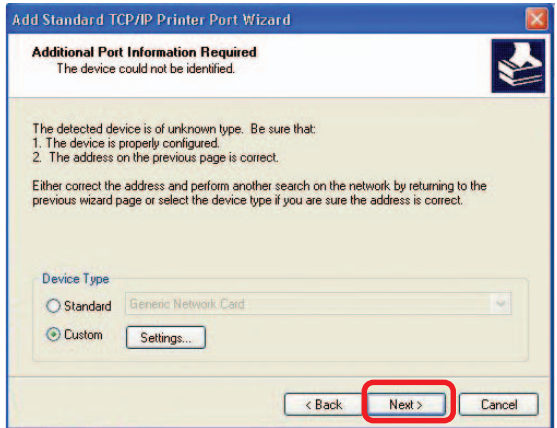 Add Standard TCP/IP Printer Port Wizard
Additional Port Information Required
The device could not be identified.
The detected device is of unknown type.  Be sure that:
1. The device is properly configured.
2.  The address on the previous page is correct.
Either correct the address and perform another search on the network by returning to the
previous wizard page or select the device type if you are sure the address is correct.
Device Type
Standard
Generic Network Card
Custom
Settings...
< Back
Next >
Cancel